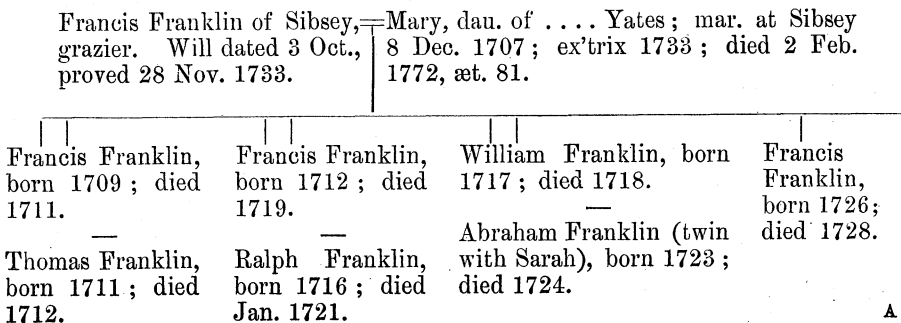 Francis Franklin of Sibsey,
grazier. Will dated 3 Oct.,
proved 28 Nov. 1733.
Mary, dau. of .... Yates; mar. at Sibsey
8 Dec. 1707; ex'trix 1733; died 2 Feb.
1772, æt. 81.
Francis Franklin,
born 1709; died
1711.
—
Thomas Franklin,
born 1711; died
1712.
Francis Franklin,
born 1712; died
1719.
—
Ralph Franklin,
born 1716; died
Jan. 1721.
William Franklin, born
1717; died 1718.
—
Abraham Franklin (twin
with Sarah), born 1723;
died 1724.
Francis
Franklin,
born 1726;
died 1728.
A